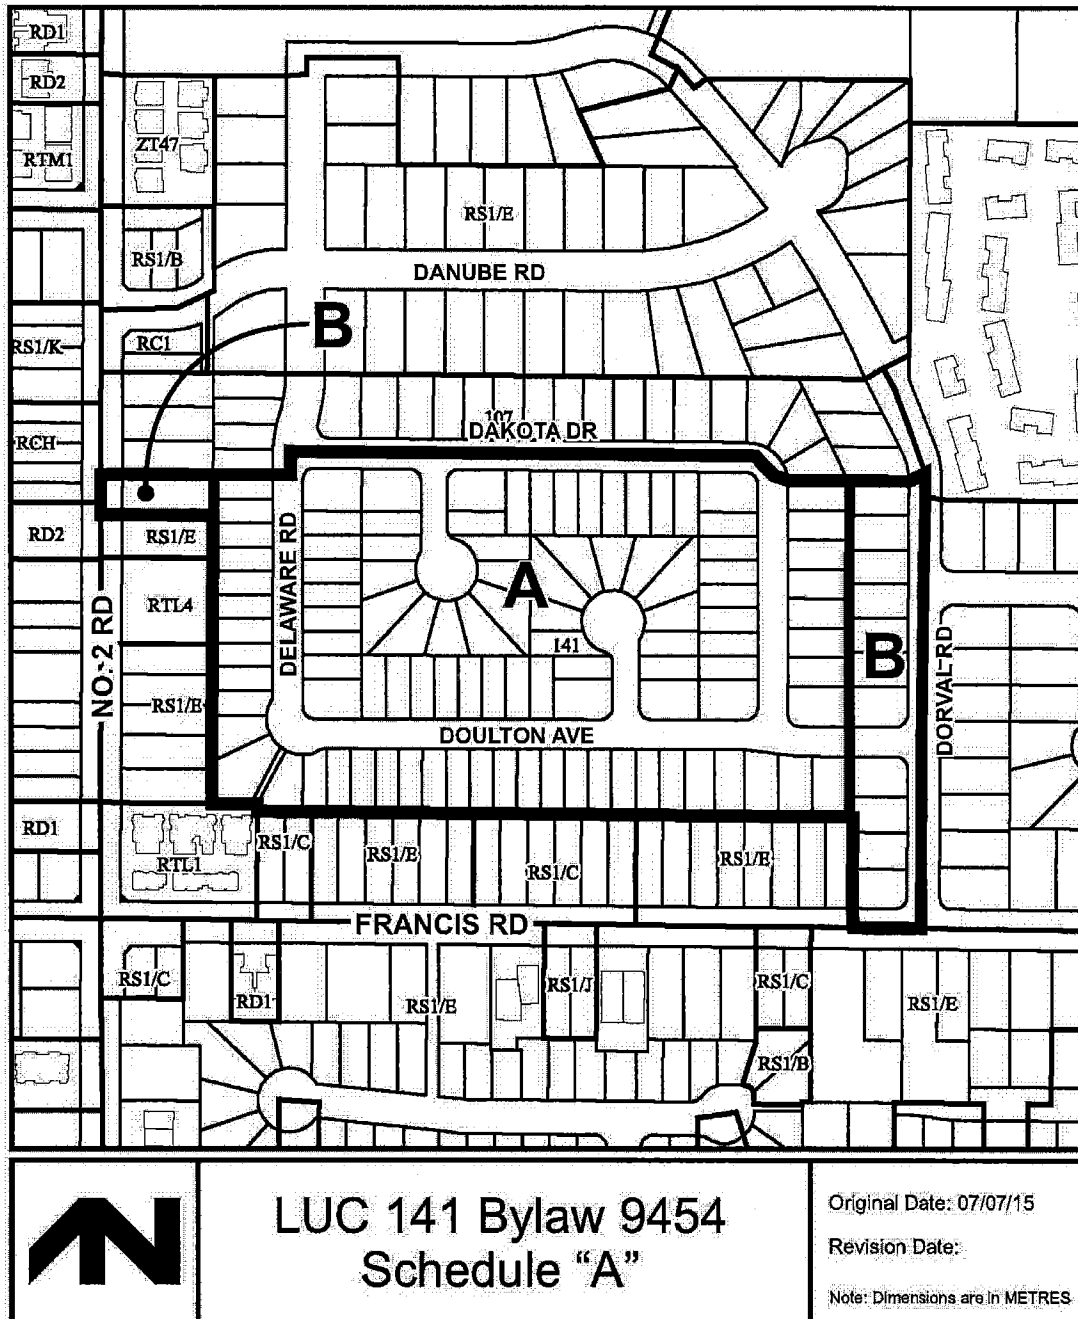 RD1
RD2
RTM1
ZT47
RS1/E
RS1/B
DANUBE RD
B
RS1/K
RC1
107
DAKOTA DR
RCH
RD2
RS1/E
DELAWARE RD
A
RTL4
NO. 2 RD
141
B
DORVAL RD
RS1/E
DOULTON AVE
RD1
RTL1
RS1/C
RS1/E
RS1/C
RS1/E
FRANCIS RD
RS1/C
RD1
RS1/E
RS1/J
RS1/C
RS1/E
RS1/B
N
LUC 141 Bylaw 9454
Schedule "A"
Original Date: 07/07/15
Revision Date:
Note: Dimensions are in METRES